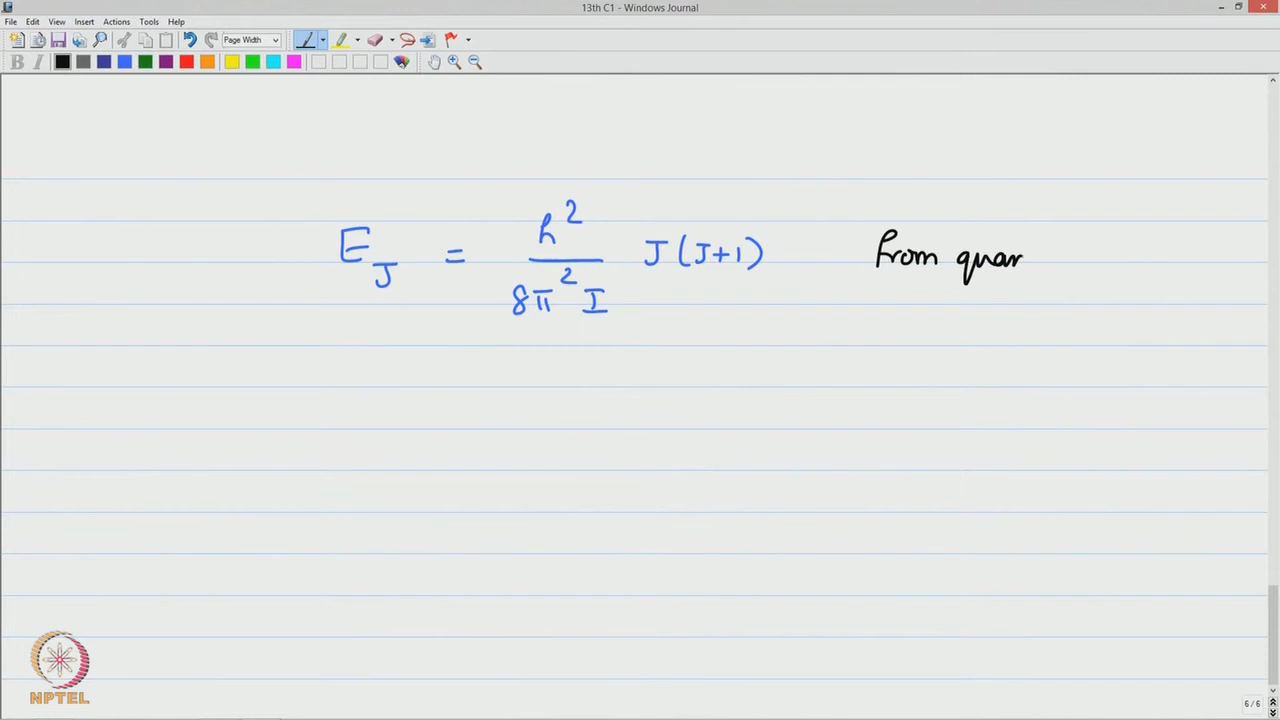 13th C1 - Windows Journal
File Edit View Insert Actions Tools Help
Page Width
B I
E_J = h^2 / 8π^2 I J(J+1) From quan
NPTEL
6 / 6